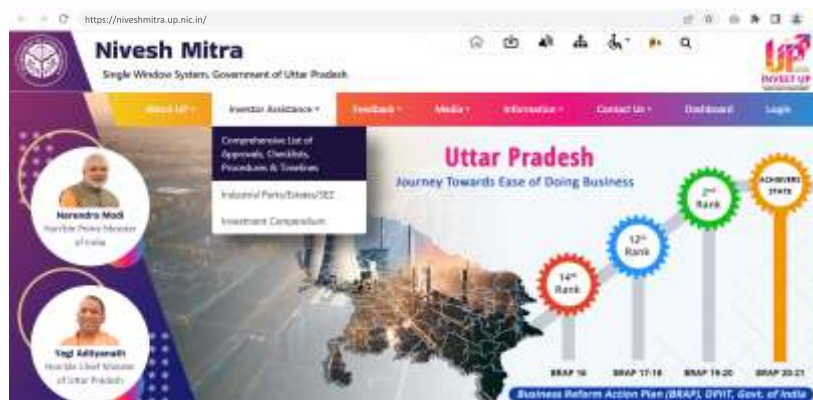 https://niveshmitra.up.nic.in/
Nivesh Mitra
Single Window System, Government of Uttar Pradesh
UP
INVEST UP
About UP
Investor Assistance
Feedback
Media
Information
Contact Us
Dashboard
Login
Comprehensive List of
Approvals, Checklists,
Procedures & Timelines
Industrial Parks/Estates/SEZ
Investment Compendium
Uttar Pradesh
Journey Towards Ease of Doing Business
Narendra Modi
Hon'ble Prime Minister
of India
Yogi Adityanath
Hon'ble Chief Minister
of Uttar Pradesh
14th
Rank
12th
Rank
2nd
Rank
ACHIEVERS
STATE
BRAP 16
BRAP 17-18
BRAP 19-20
BRAP 20-21
Business Reform Action Plan (BRAP), DPIIT, Govt. of India